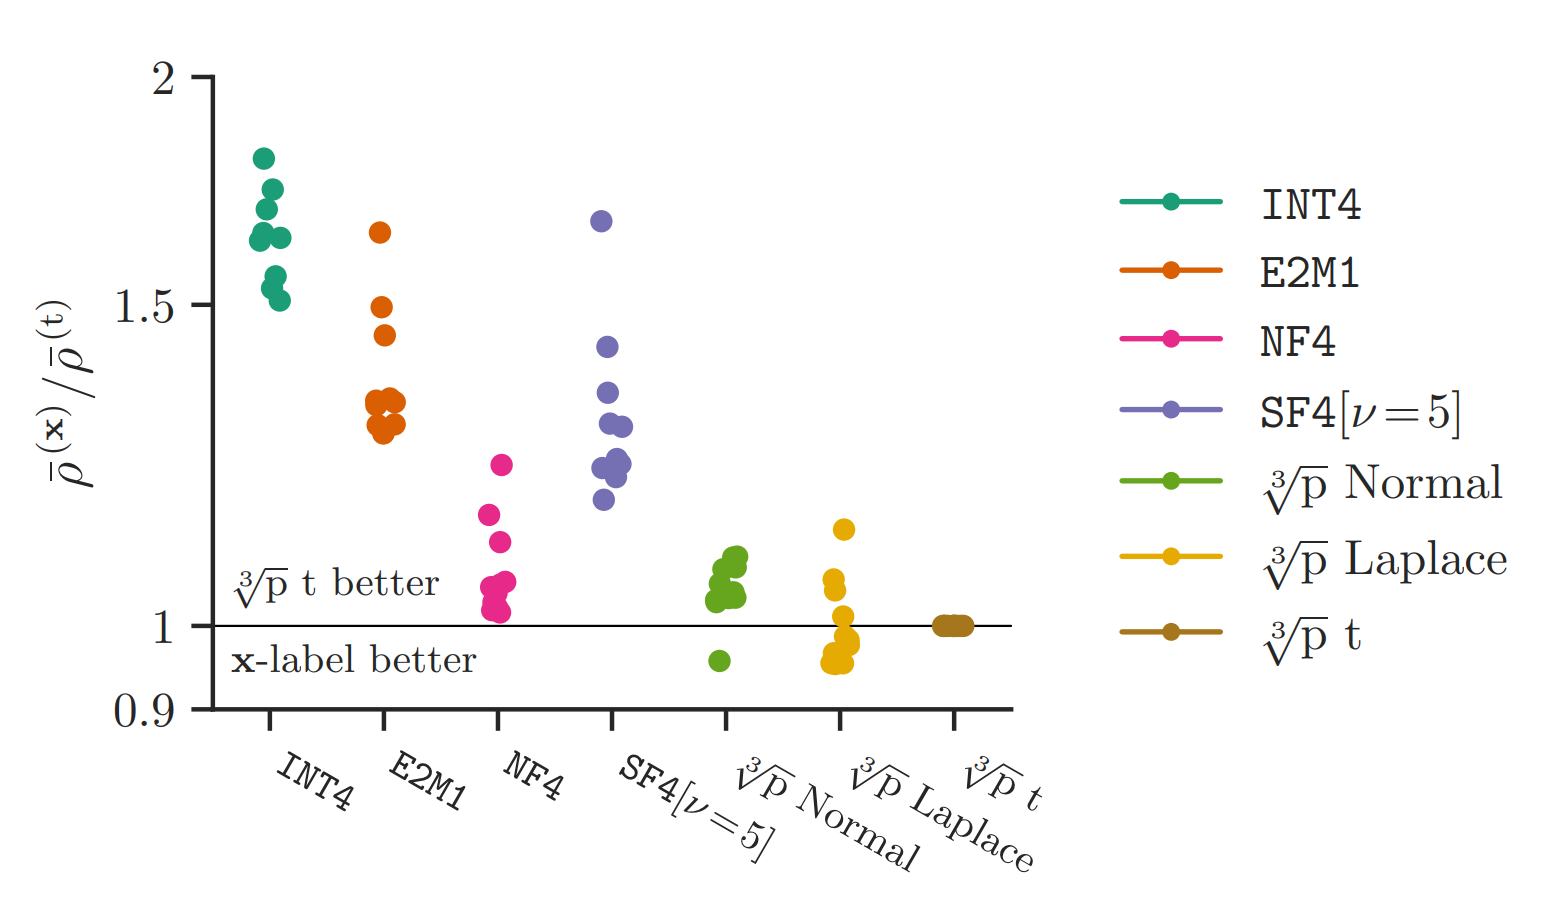 2
1.5
1
0.9
ρ̄^(x) / ρ̄^(t)
∛p t better
x-label better
INT4
E2M1
NF4
SF4[ν=5]
∛p Normal
∛p Laplace
∛p t
INT4
E2M1
NF4
SF4[ν=5]
∛p Normal
∛p Laplace
∛p t